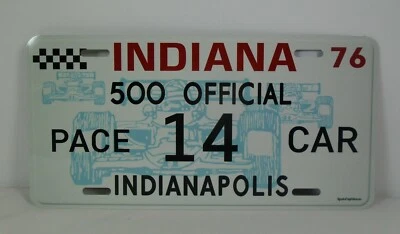 INDIANA 76
500 OFFICIAL
PACE 14 CAR
INDIANAPOLIS